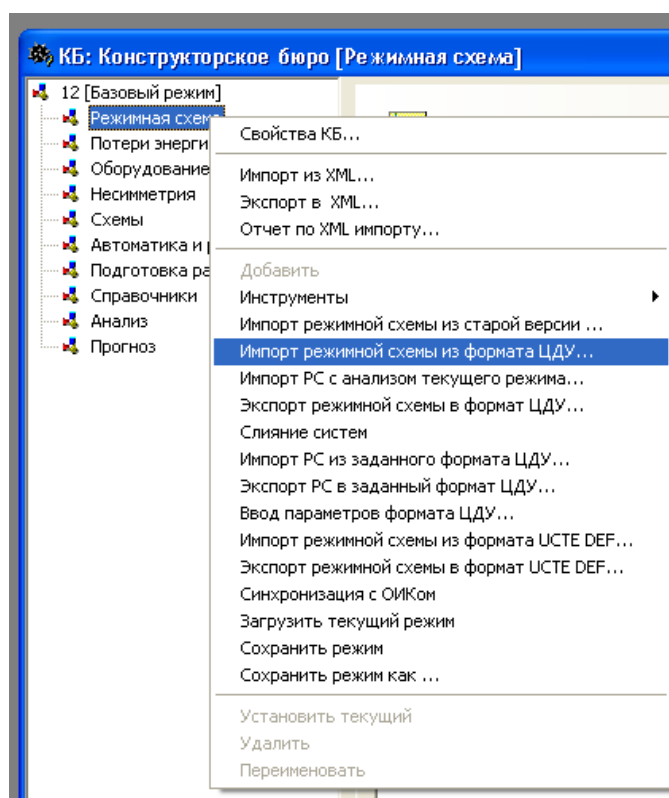 КБ: Конструкторское бюро [Режимная схема]
12 [Базовый режим]
Режимная схема
Потери энерги
Оборудование
Несимметрия
Схемы
Автоматика и
Подготовка ра
Справочники
Анализ
Прогноз
Свойства КБ...
Импорт из XML...
Экспорт в XML...
Отчет по XML импорту...
Добавить
Инструменты
Импорт режимной схемы из старой версии ...
Импорт режимной схемы из формата ЦДУ...
Импорт РС с анализом текущего режима...
Экспорт режимной схемы в формат ЦДУ...
Слияние систем
Импорт РС из заданного формата ЦДУ...
Экспорт РС в заданный формат ЦДУ...
Ввод параметров формата ЦДУ...
Импорт режимной схемы из формата UCTE DEF...
Экспорт режимной схемы в формат UCTE DEF...
Синхронизация с ОИКом
Загрузить текущий режим
Сохранить режим
Сохранить режим как ...
Установить текущий
Удалить
Переименовать